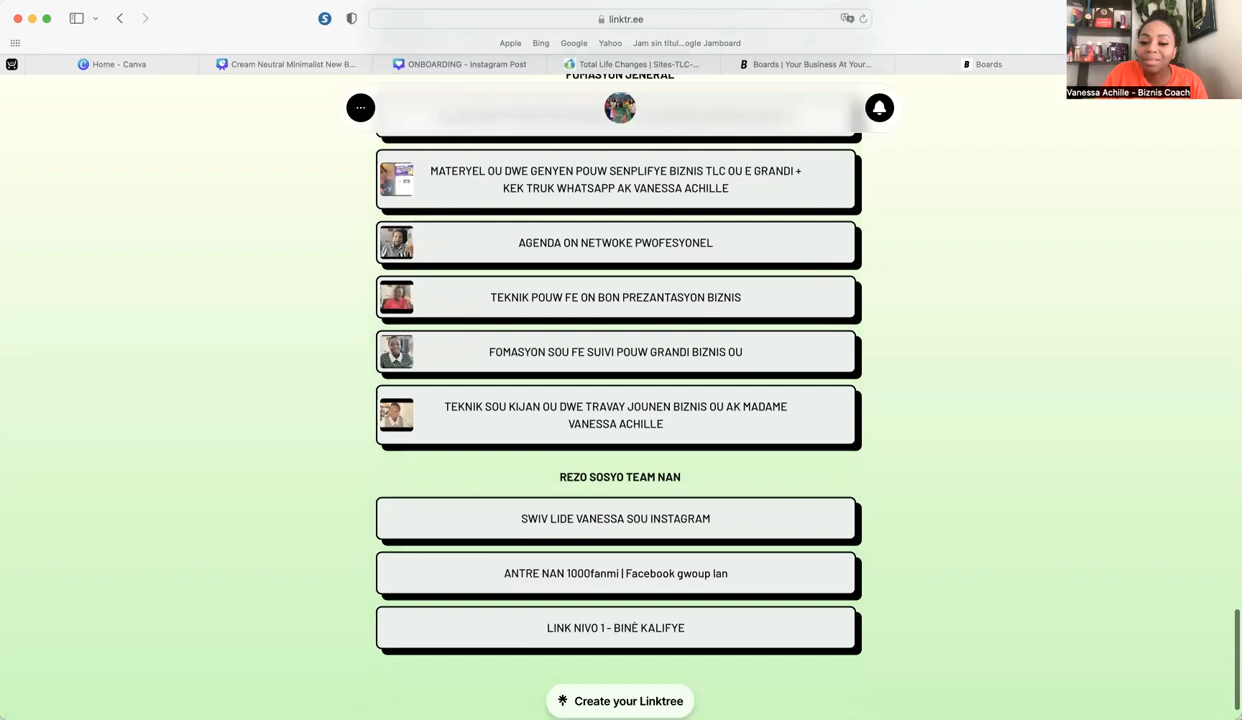 linktr.ee
Apple Bing Google Yahoo Jam sin titul...ogle Jamboard
Home - Canva
Cream Neutral Minimalist New B...
ONBOARDING - Instagram Post
Total Life Changes | Sites-TLC-...
Boards | Your Business At Your...
Boards
Vanessa Achille - Biznis Coach
FOMASYON JENERAL
MATERYEL OU DWE GENYEN POUW SENPLIFYE BIZNIS TLC OU E GRANDI +
KEK TRUK WHATSAPP AK VANESSA ACHILLE
AGENDA ON NETWOKE PWOFESYONEL
TEKNIK POUW FE ON BON PREZANTASYON BIZNIS
FOMASYON SOU FE SUIVI POUW GRANDI BIZNIS OU
TEKNIK SOU KIJAN OU DWE TRAVAY JOUNEN BIZNIS OU AK MADAME
VANESSA ACHILLE
REZO SOSYO TEAM NAN
SWIV LIDE VANESSA SOU INSTAGRAM
ANTRE NAN 1000fanmi | Facebook gwoup lan
LINK NIVO 1 - BINÈ KALIFYE
Create your Linktree